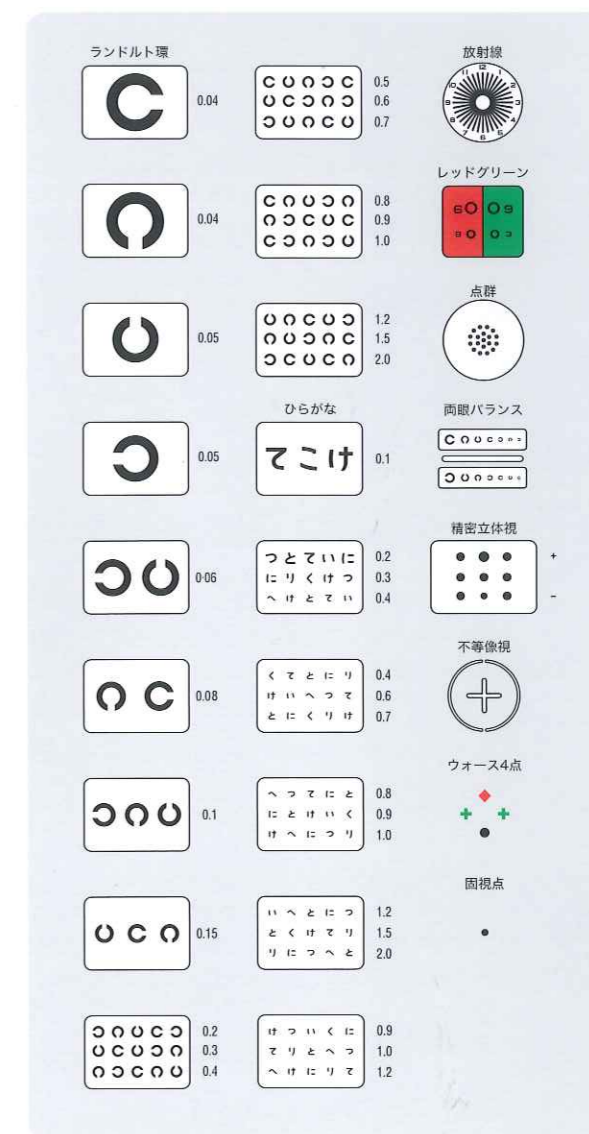 ランドルト環
0.04
0.04
0.05
0.05
0.06
0.08
0.1
0.15
0.2
0.3
0.4
0.5
0.6
0.7
0.8
0.9
1.0
1.2
1.5
2.0
ひらがな
てこけ 0.1
つとていに 0.2
にりくけつ 0.3
へけとてい 0.4
くてとにり 0.4
けいへつて 0.6
とにくりけ 0.7
へつてにと 0.8
にとけいく 0.9
けへにつり 1.0
いへとにつ 1.2
とくけてり 1.5
りにつへと 2.0
けついくに 0.9
てりとへつ 1.0
へけにりて 1.2
放射線
12
レッドグリーン
6 9
点群
両眼バランス
精密立体視
+
−
不等像視
ウォース4点
固視点